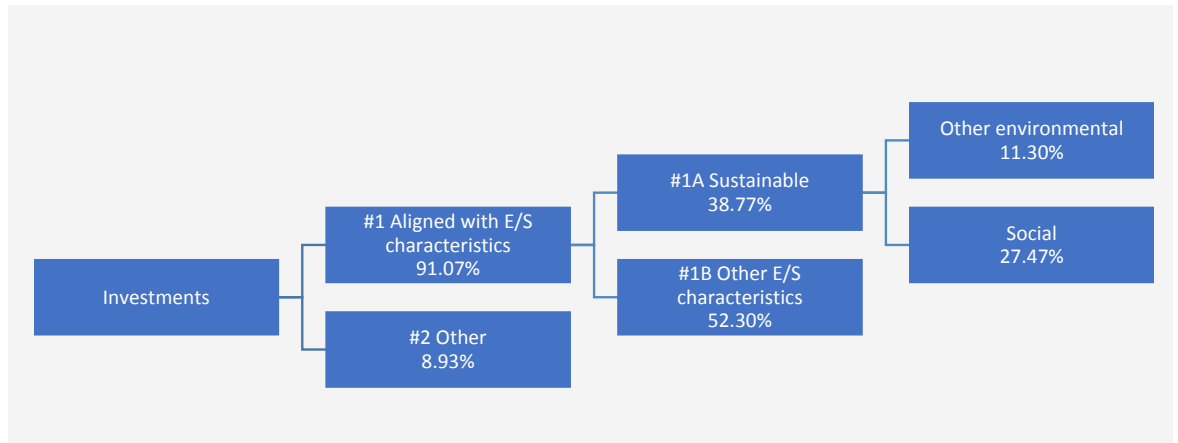 Investments
#1 Aligned with E/S
characteristics
91.07%
#2 Other
8.93%
#1A Sustainable
38.77%
#1B Other E/S
characteristics
52.30%
Other environmental
11.30%
Social
27.47%